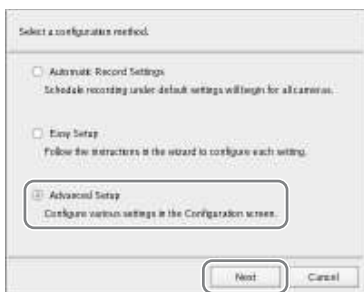 Select a configuration method.
Automatic Record Settings
Schedule recording under default settings will begin for all cameras.
Easy Setup
Follow the instructions in the wizard to configure each setting.
Advanced Setup
Configure various settings in the Configuration screen.
Next
Cancel